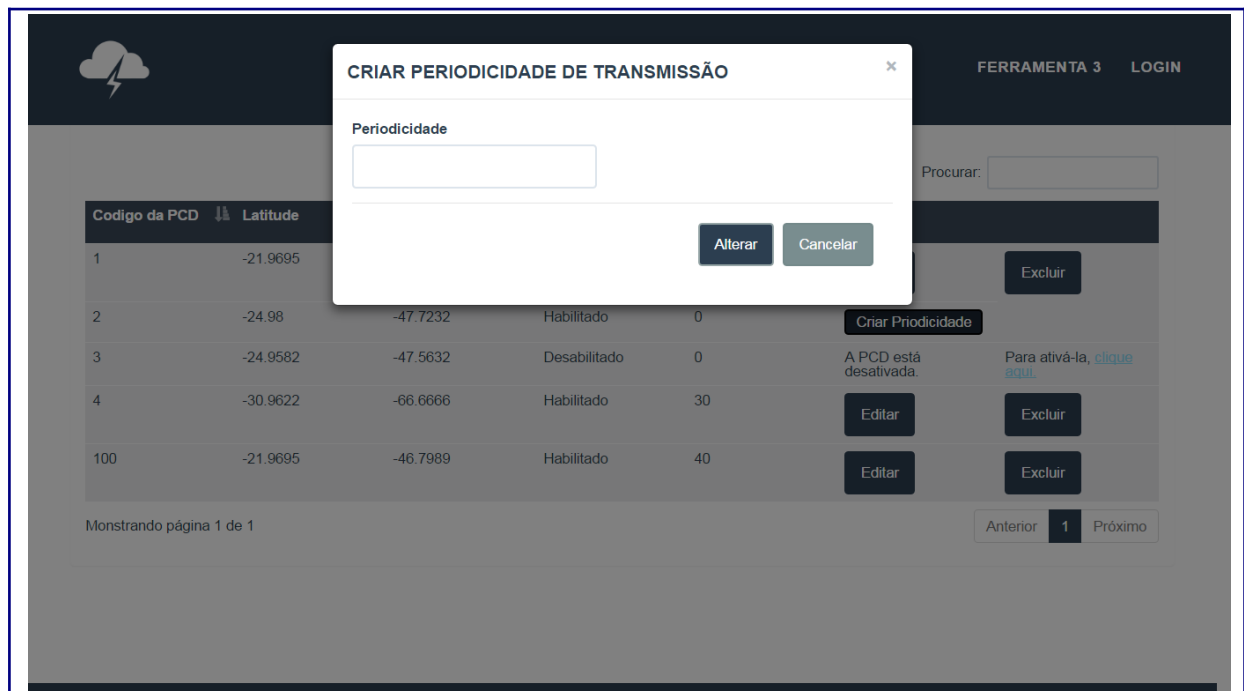 FERRAMENTA 3 LOGIN
CRIAR PERIODICIDADE DE TRANSMISSÃO ×
Periodicidade
Alterar Cancelar
Procurar:
Codigo da PCD Latitude
1 -21.9695 Excluir
2 -24.98 -47.7232 Habilitado 0 Criar Priodicidade
3 -24.9582 -47.5632 Desabilitado 0 A PCD está Para ativá-la, clique
desativada. aqui.
4 -30.9622 -66.6666 Habilitado 30 Editar Excluir
100 -21.9695 -46.7989 Habilitado 40 Editar Excluir
Monstrando página 1 de 1 Anterior 1 Próximo